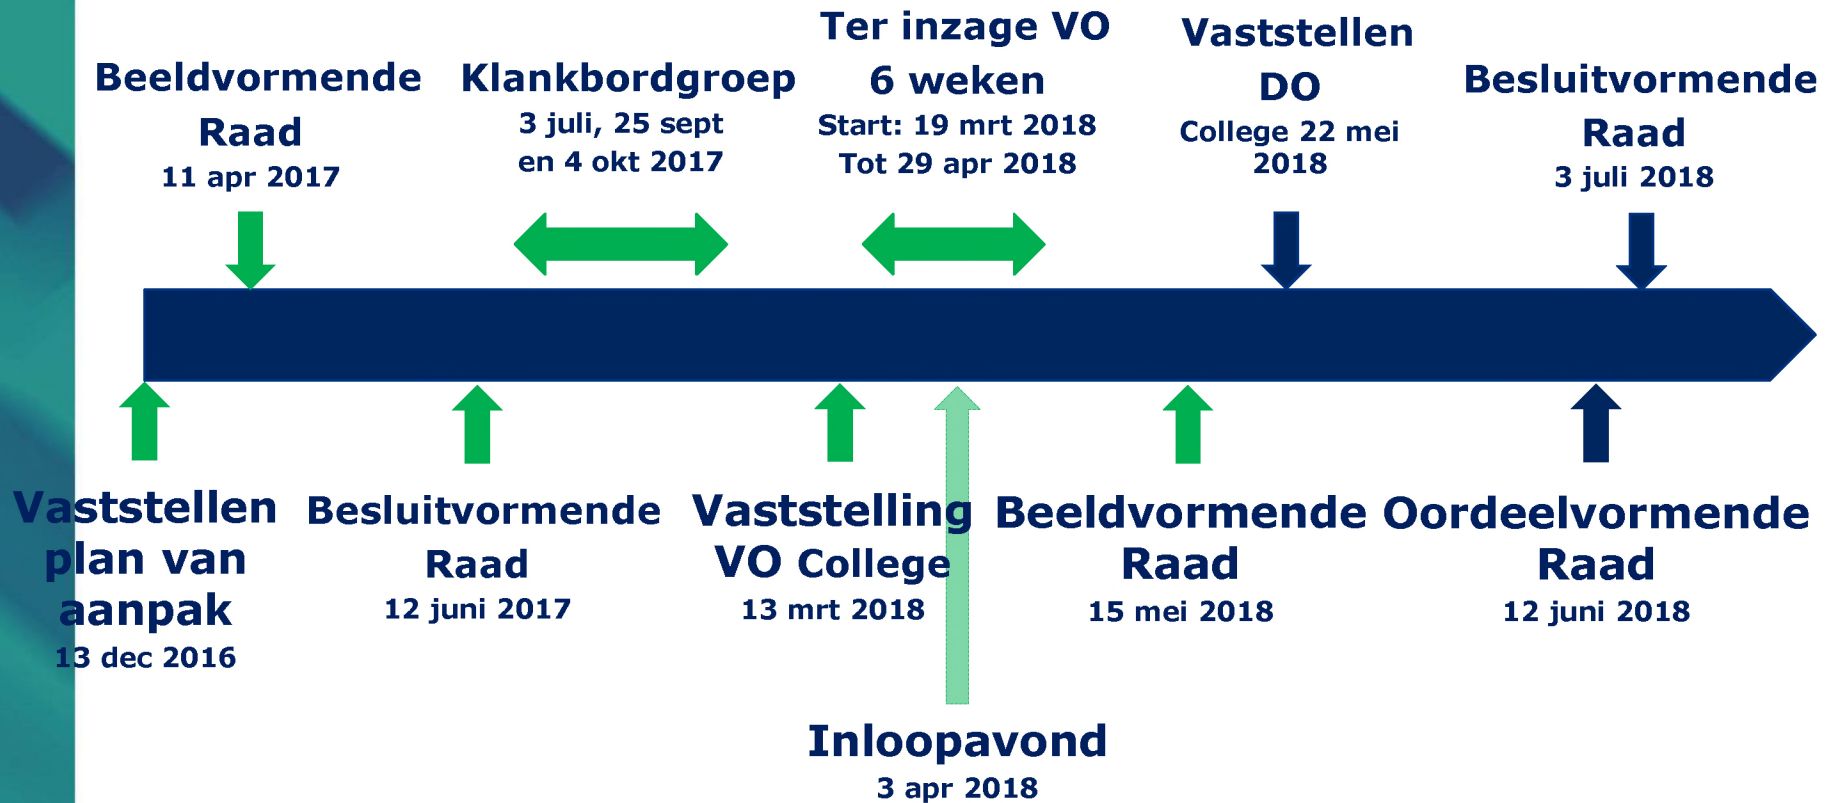 Beeldvormende
Raad
11 apr 2017
Klankbordgroep
3 juli, 25 sept
en 4 okt 2017
Ter inzage VO
6 weken
Start: 19 mrt 2018
Tot 29 apr 2018
Vaststellen
DO
College 22 mei
2018
Besluitvormende
Raad
3 juli 2018
Vaststellen
plan van
aanpak
13 dec 2016
Besluitvormende
Raad
12 juni 2017
Vaststelling
VO College
13 mrt 2018
Inloopavond
3 apr 2018
Beeldvormende
Raad
15 mei 2018
Oordeelvormende
Raad
12 juni 2018